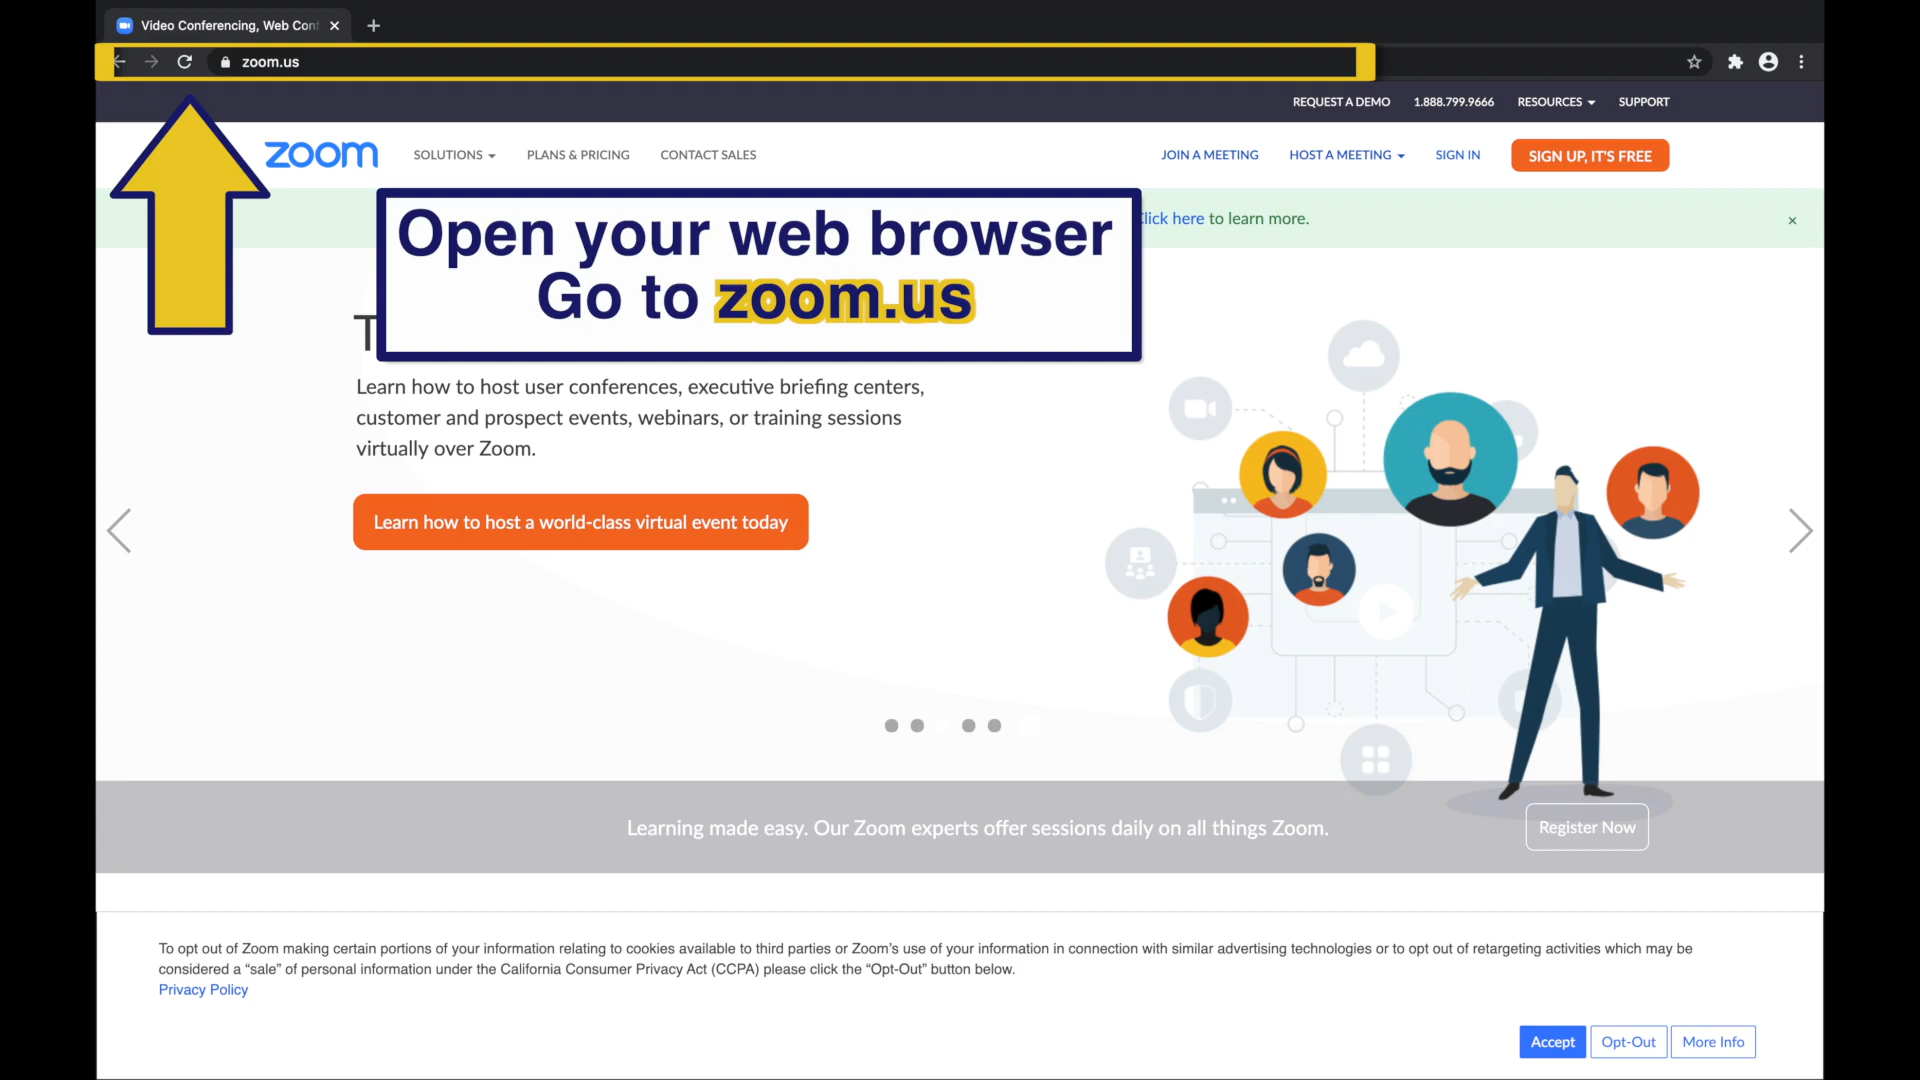 Video Conferencing, Web Conf
zoom.us
REQUEST A DEMO 1.888.799.9666 RESOURCES SUPPORT
zoom SOLUTIONS PLANS & PRICING CONTACT SALES JOIN A MEETING HOST A MEETING SIGN IN SIGN UP, IT'S FREE
Click here to learn more.
Open your web browser
Go to zoom.us
T
Learn how to host user conferences, executive briefing centers,
customer and prospect events, webinars, or training sessions
virtually over Zoom.
Learn how to host a world-class virtual event today
Learning made easy. Our Zoom experts offer sessions daily on all things Zoom.
Register Now
To opt out of Zoom making certain portions of your information relating to cookies available to third parties or Zoom's use of your information in connection with similar advertising technologies or to opt out of retargeting activities which may be
considered a “sale” of personal information under the California Consumer Privacy Act (CCPA) please click the “Opt-Out” button below.
Privacy Policy
Accept Opt-Out More Info